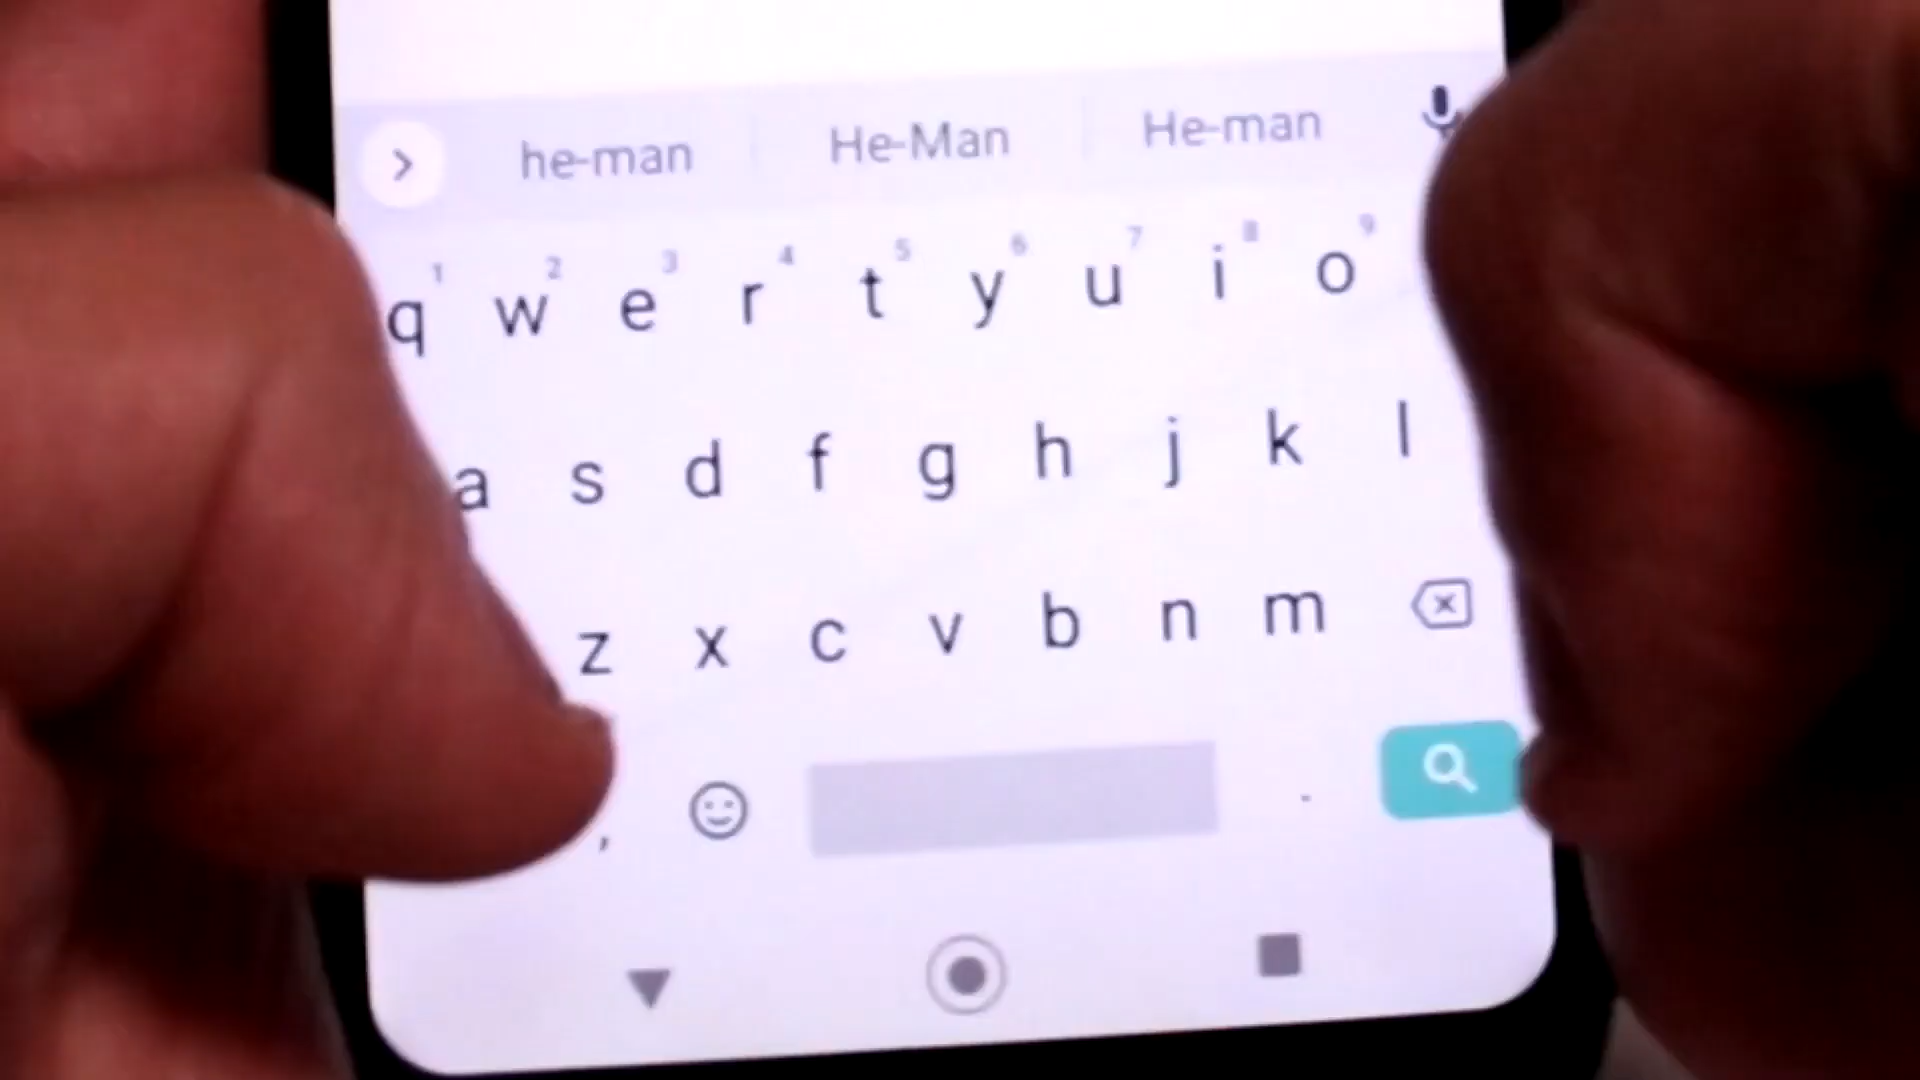 he-man He-Man He-man
1 2 3 4 5 6 7 8 9
q w e r t y u i o
a s d f g h j k l
z x c v b n m
, .